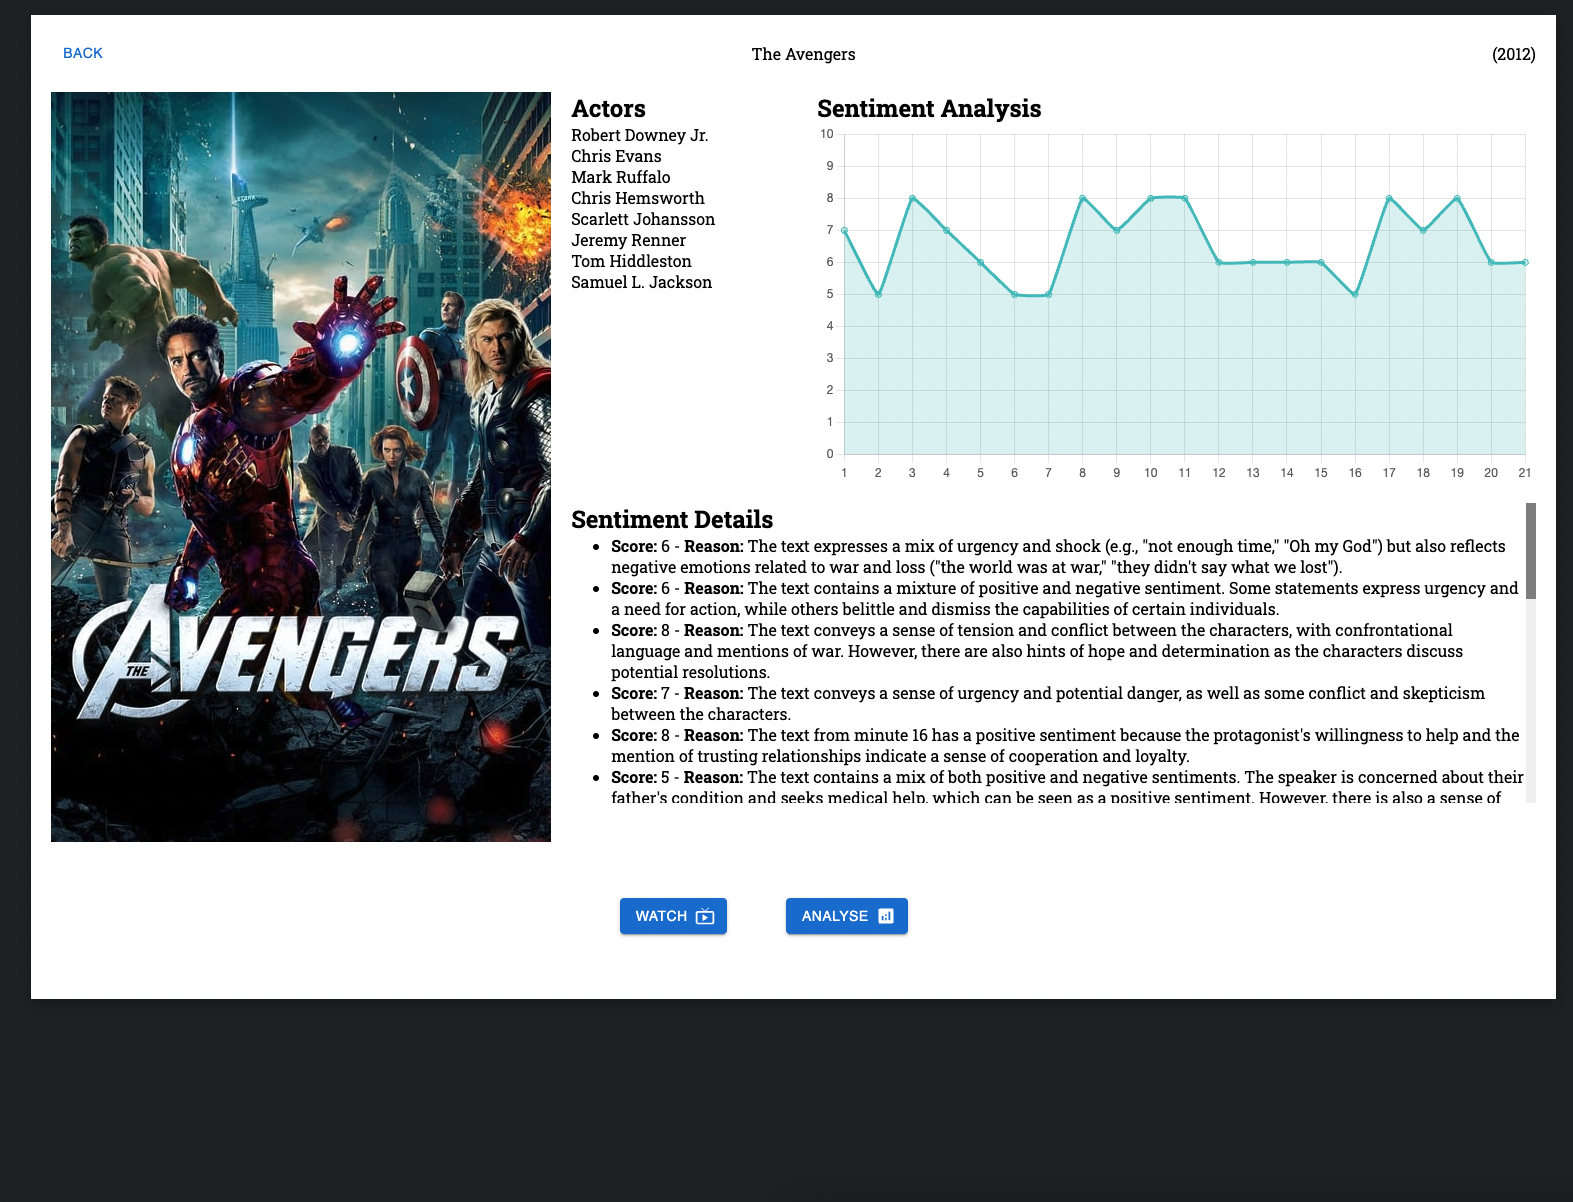 BACK
The Avengers
(2012)
STARK
THE AVENGERS
Actors
Robert Downey Jr.
Chris Evans
Mark Ruffalo
Chris Hemsworth
Scarlett Johansson
Jeremy Renner
Tom Hiddleston
Samuel L. Jackson
Sentiment Analysis
10
9
8
7
6
5
4
3
2
1
0
1 2 3 4 5 6 7 8 9 10 11 12 13 14 15 16 17 18 19 20 21
Sentiment Details
• Score: 6 - Reason: The text expresses a mix of urgency and shock (e.g., "not enough time," "Oh my God") but also reflects
negative emotions related to war and loss ("the world was at war," "they didn't say what we lost").
• Score: 6 - Reason: The text contains a mixture of positive and negative sentiment. Some statements express urgency and
a need for action, while others belittle and dismiss the capabilities of certain individuals.
• Score: 8 - Reason: The text conveys a sense of tension and conflict between the characters, with confrontational
language and mentions of war. However, there are also hints of hope and determination as the characters discuss
potential resolutions.
• Score: 7 - Reason: The text conveys a sense of urgency and potential danger, as well as some conflict and skepticism
between the characters.
• Score: 8 - Reason: The text from minute 16 has a positive sentiment because the protagonist's willingness to help and the
mention of trusting relationships indicate a sense of cooperation and loyalty.
• Score: 5 - Reason: The text contains a mix of both positive and negative sentiments. The speaker is concerned about their
father's condition and seeks medical help, which can be seen as a positive sentiment. However, there is also a sense of
WATCH
ANALYSE